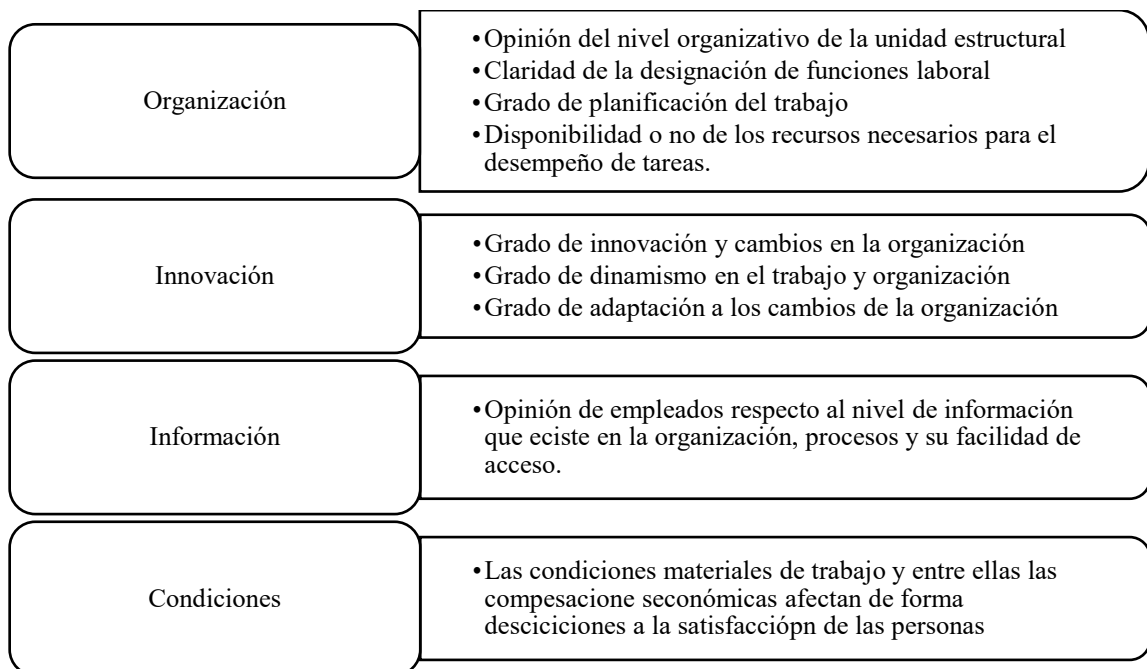 Organización
•Opinión del nivel organizativo de la unidad estructural
•Claridad de la designación de funciones laboral
•Grado de planificación del trabajo
•Disponibilidad o no de los recursos necesarios para el
desempeño de tareas.
Innovación
•Grado de innovación y cambios en la organización
•Grado de dinamismo en el trabajo y organización
•Grado de adaptación a los cambios de la organización
Información
•Opinión de empleados respecto al nivel de información
que eciste en la organización, procesos y su facilidad de
acceso.
Condiciones
•Las condiciones materiales de trabajo y entre ellas las
compesacione seconómicas afectan de forma
desciciciones a la satisfacciópn de las personas